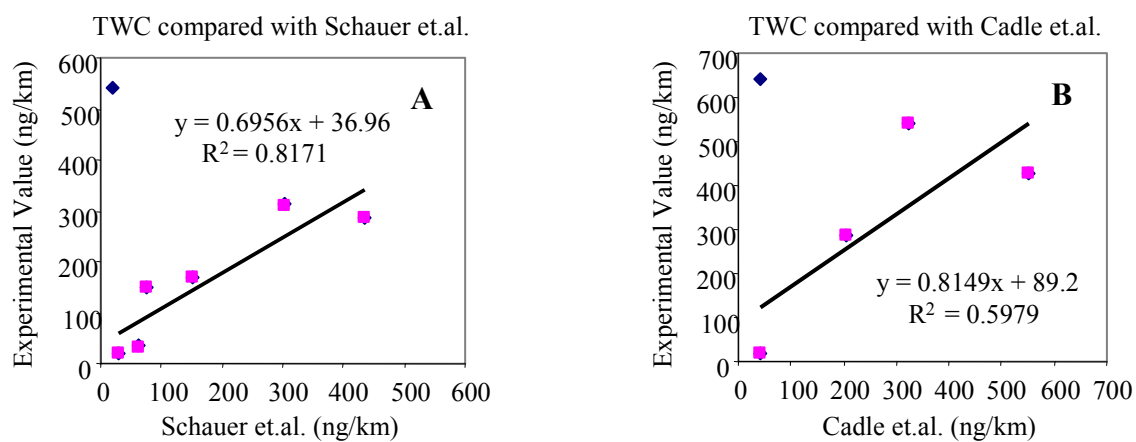 TWC compared with Schauer et.al.
600
500
400
300
200
100
0
Experimental Value (ng/km)
A
y = 0.6956x + 36.96
R² = 0.8171
0 100 200 300 400 500 600
Schauer et.al. (ng/km)
TWC compared with Cadle et.al.
700
600
500
400
300
200
100
0
Experimental Value (ng/km)
B
y = 0.8149x + 89.2
R² = 0.5979
0 100 200 300 400 500 600 700
Cadle et.al. (ng/km)